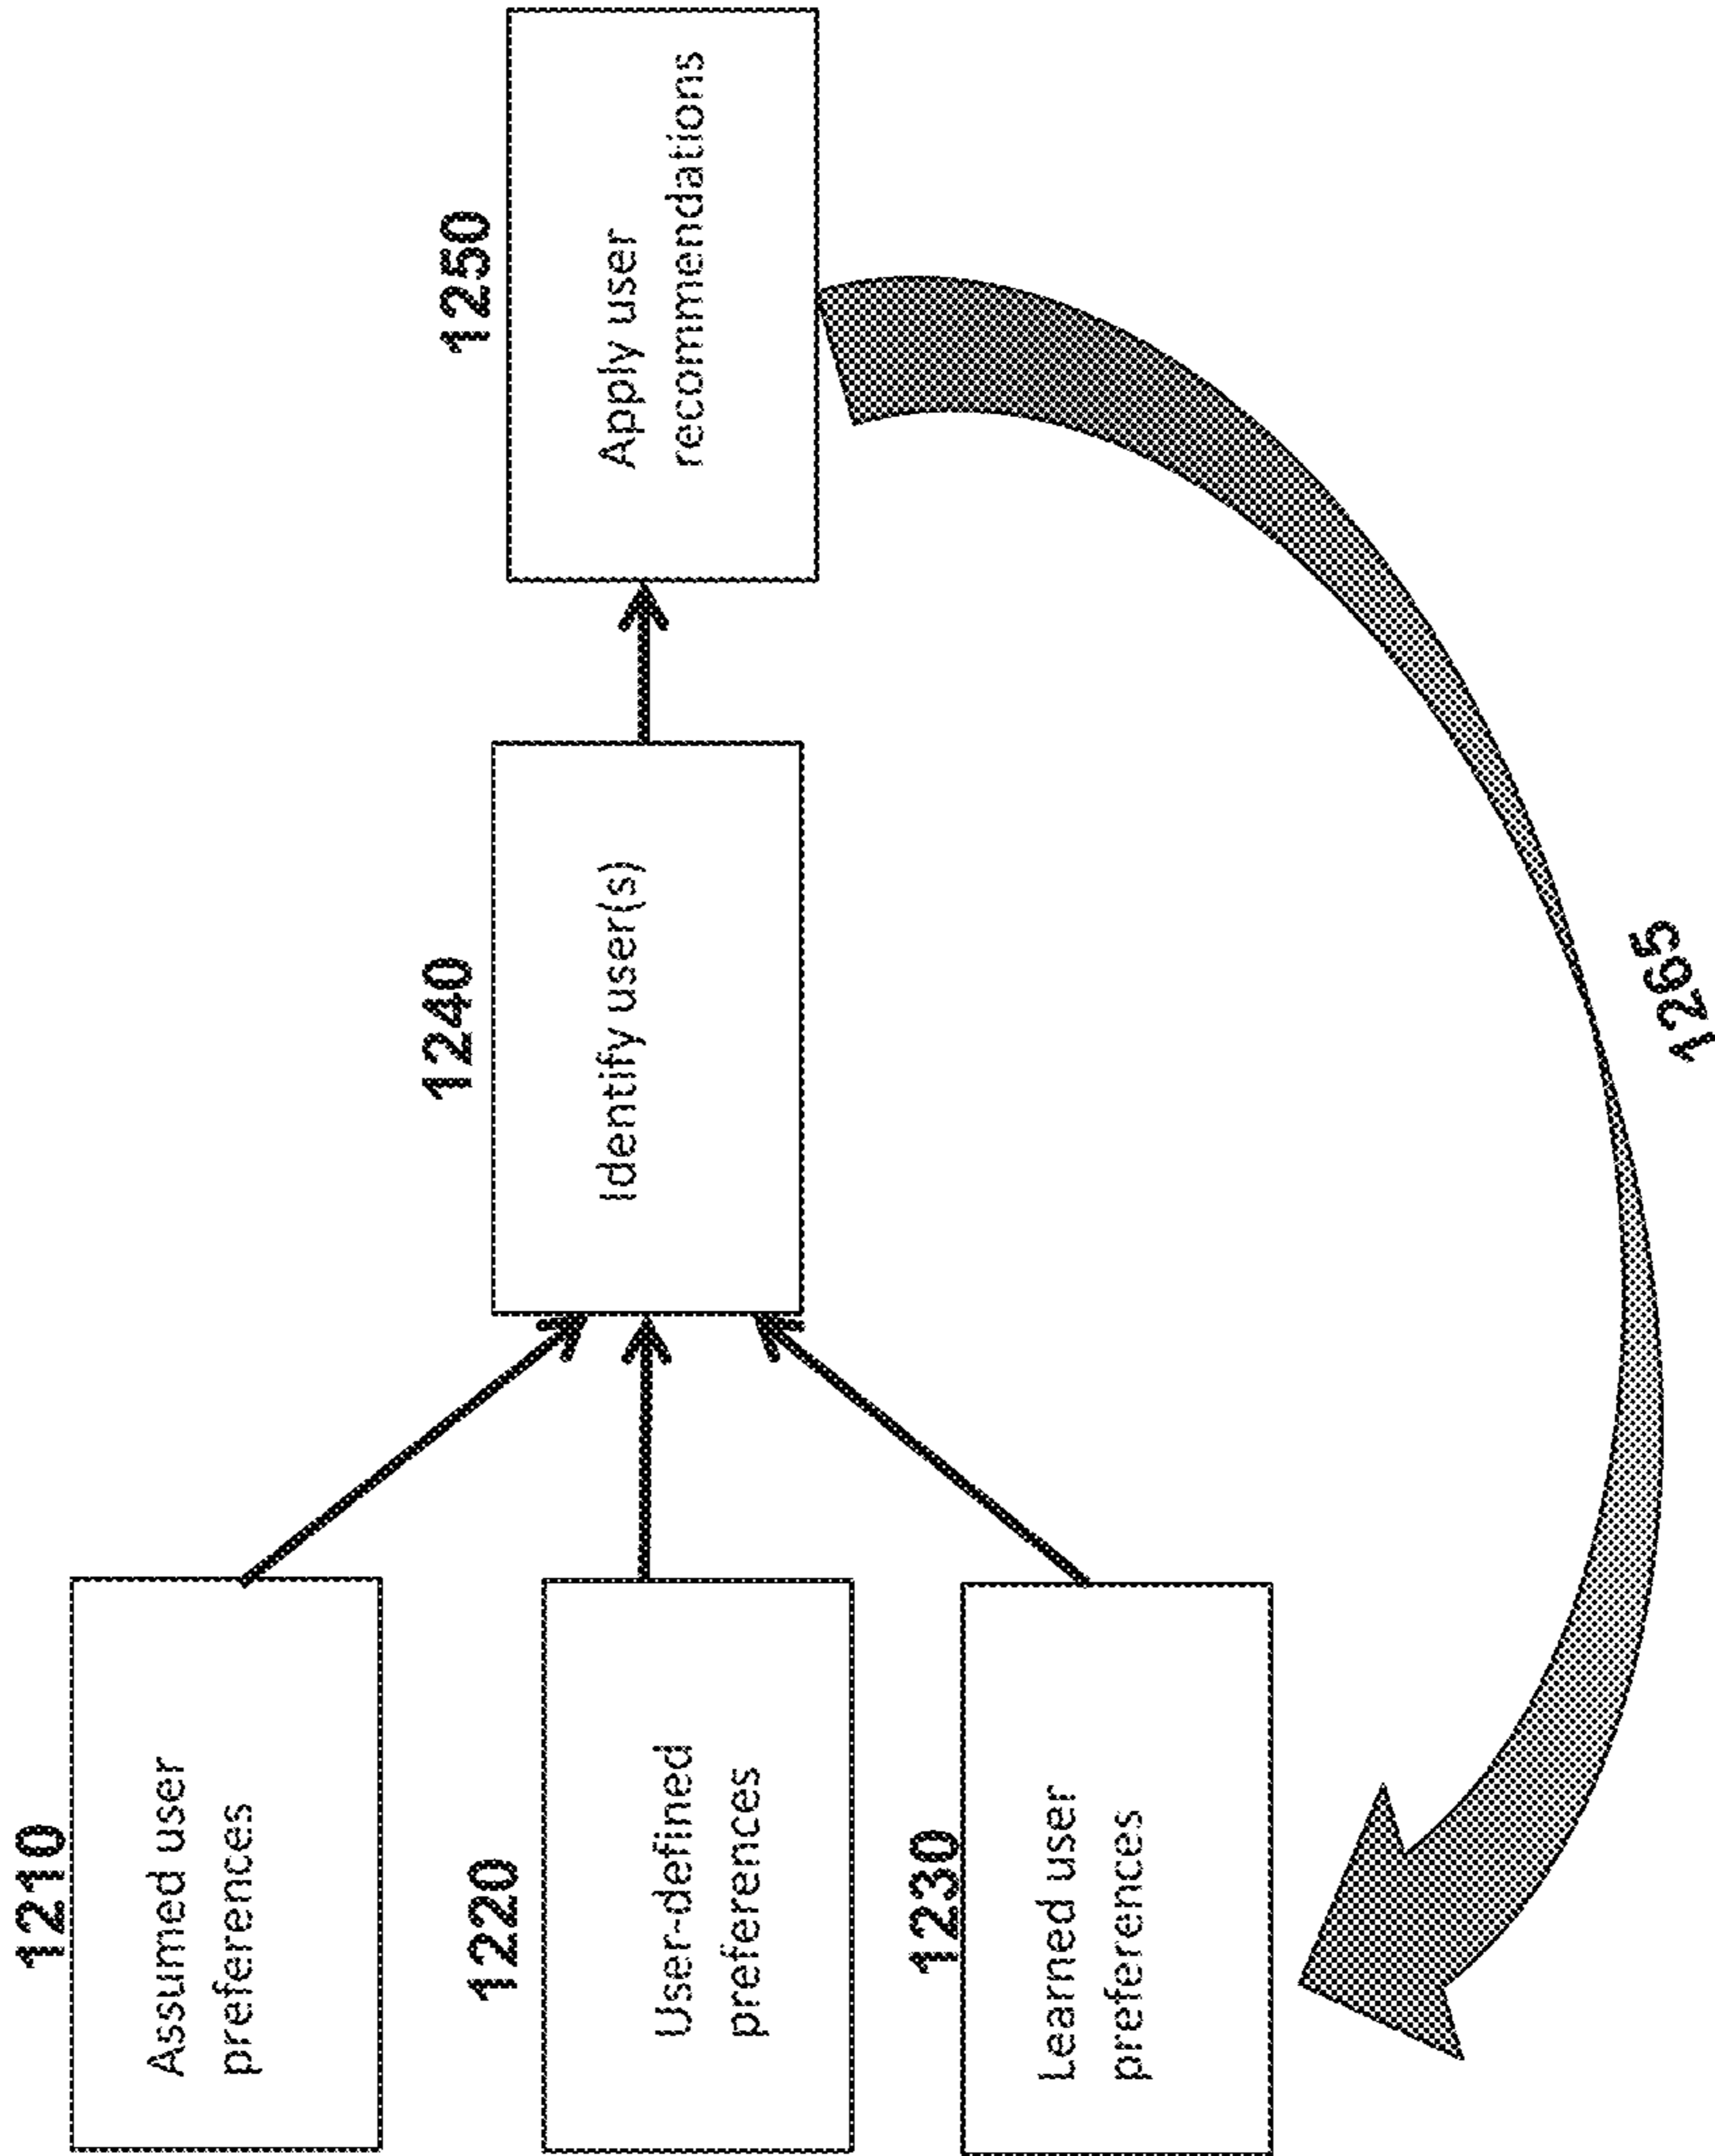 1210
Assumed user
preferences
1220
User-defined
preferences
1230
Learned user
preferences
1240
Identify user(s)
1250
Apply user
recommendations
1265